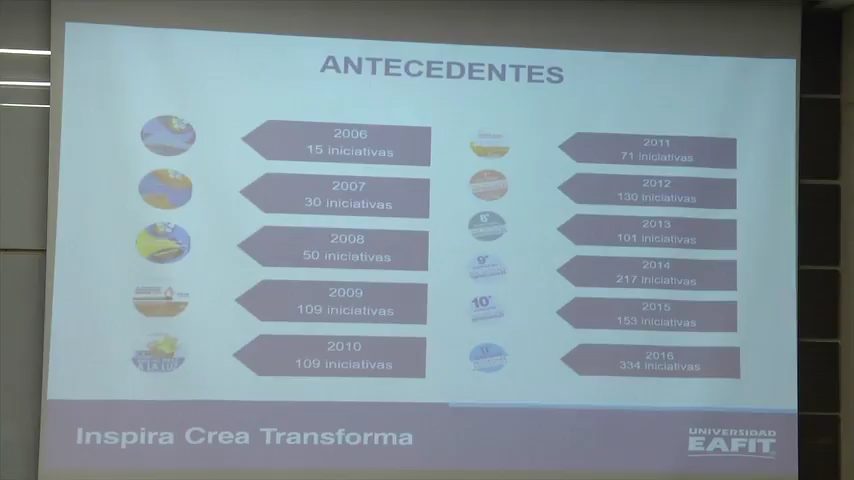 ANTECEDENTES
2006
15 iniciativas
2007
30 iniciativas
2008
50 iniciativas
2009
109 iniciativas
2010
109 iniciativas
2011
71 iniciativas
2012
130 iniciativas
2013
101 iniciativas
2014
217 iniciativas
2015
153 iniciativas
2016
334 iniciativas
9°
10°
Inspira Crea Transforma
UNIVERSIDAD
EAFIT